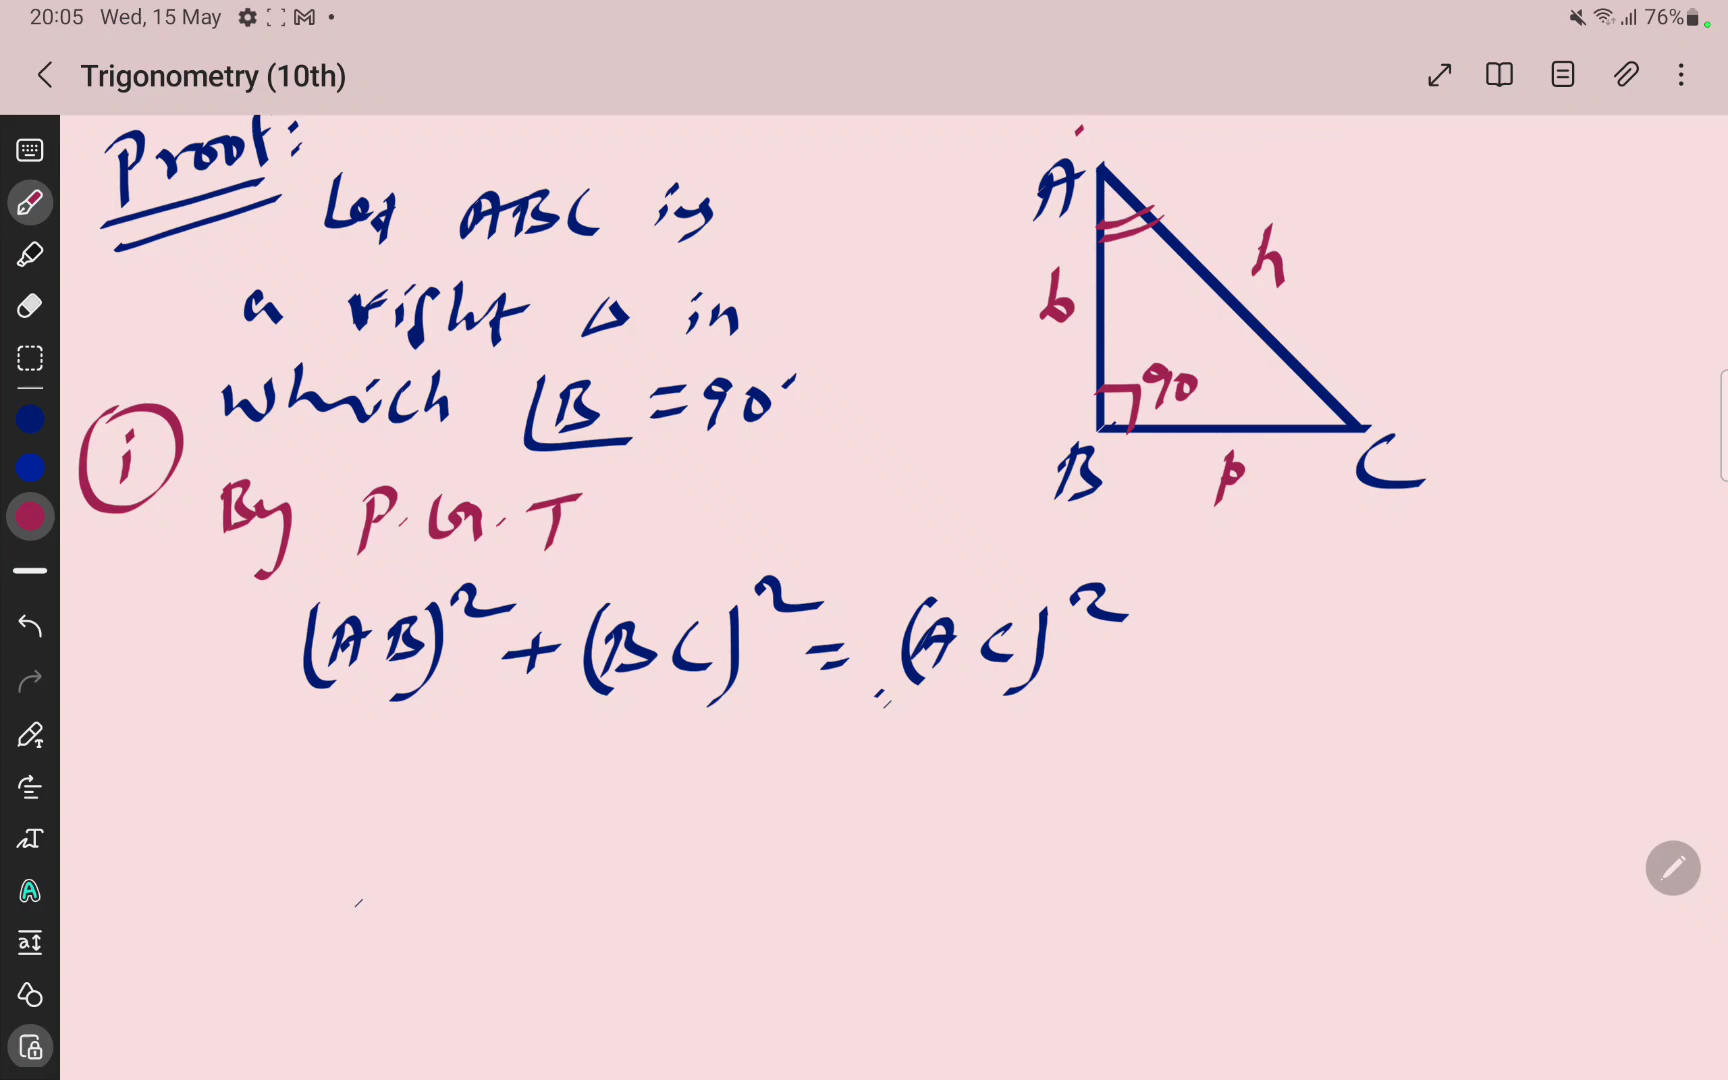 20:05 Wed, 15 May
76%
Trigonometry (10th)
Proof:
Let ABC is
a right △ in
which ∠B = 90°
i
By P.G.T
(AB)² + (BC)² = (AC)²
A
b
h
90
B
p
C